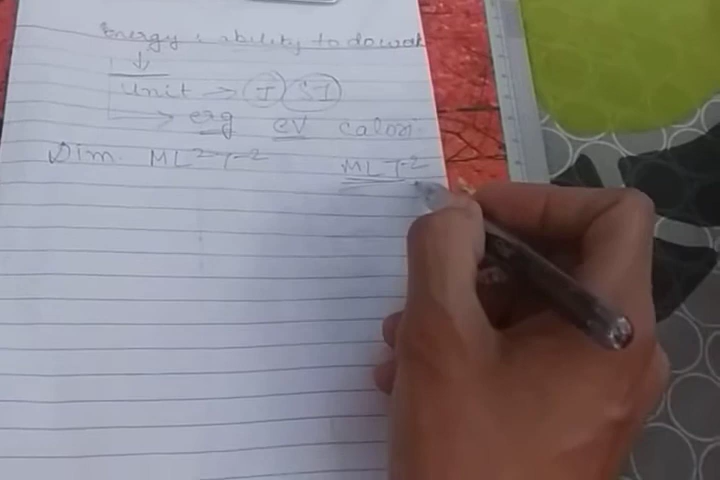 Energy : ability to do work
Unit → J SI
→ erg eV calori
Dim. ML²T-2 MLT-2